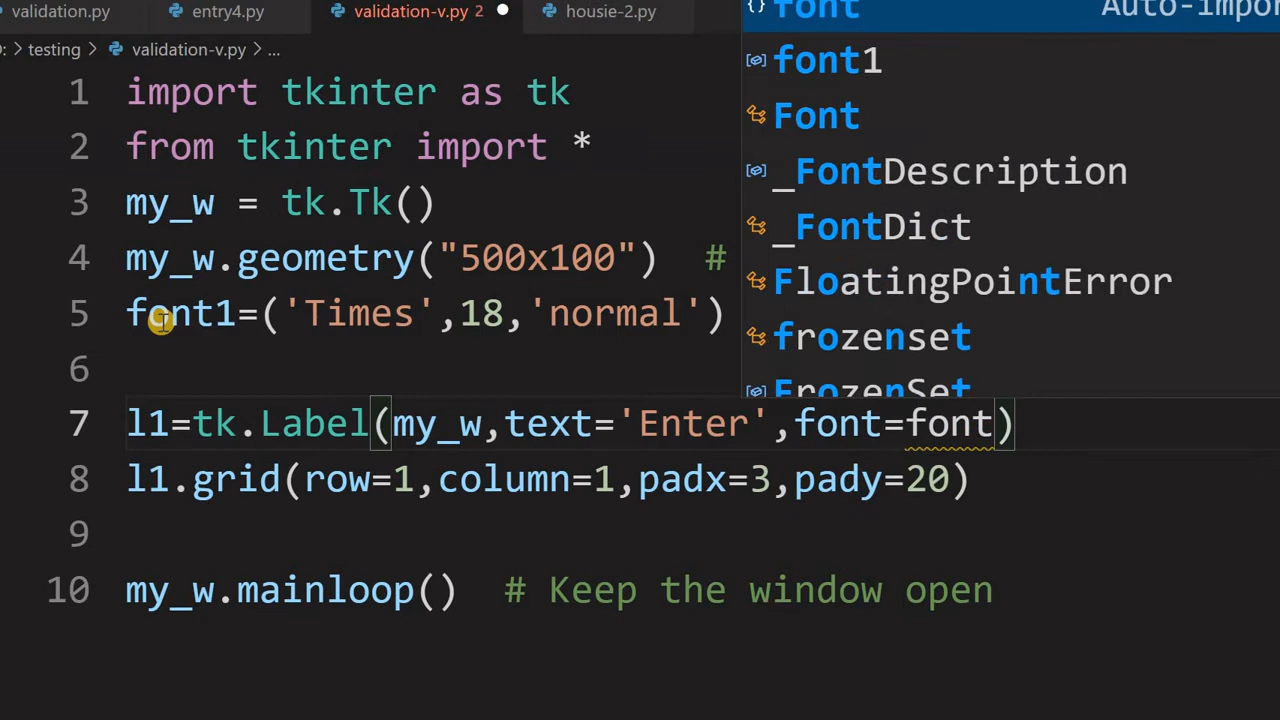 validation.py entry4.py validation-v.py 2 housie-2.py
testing > validation-v.py > ...
1 import tkinter as tk
2 from tkinter import *
3 my_w = tk.Tk()
4 my_w.geometry("500x100") #
5 font1=('Times',18,'normal')
6
7 l1=tk.Label(my_w,text='Enter',font=font)
8 l1.grid(row=1,column=1,padx=3,pady=20)
9
10 my_w.mainloop() # Keep the window open
{} font
font1
Font
_FontDescription
_FontDict
FloatingPointError
frozenset
FrozenSet